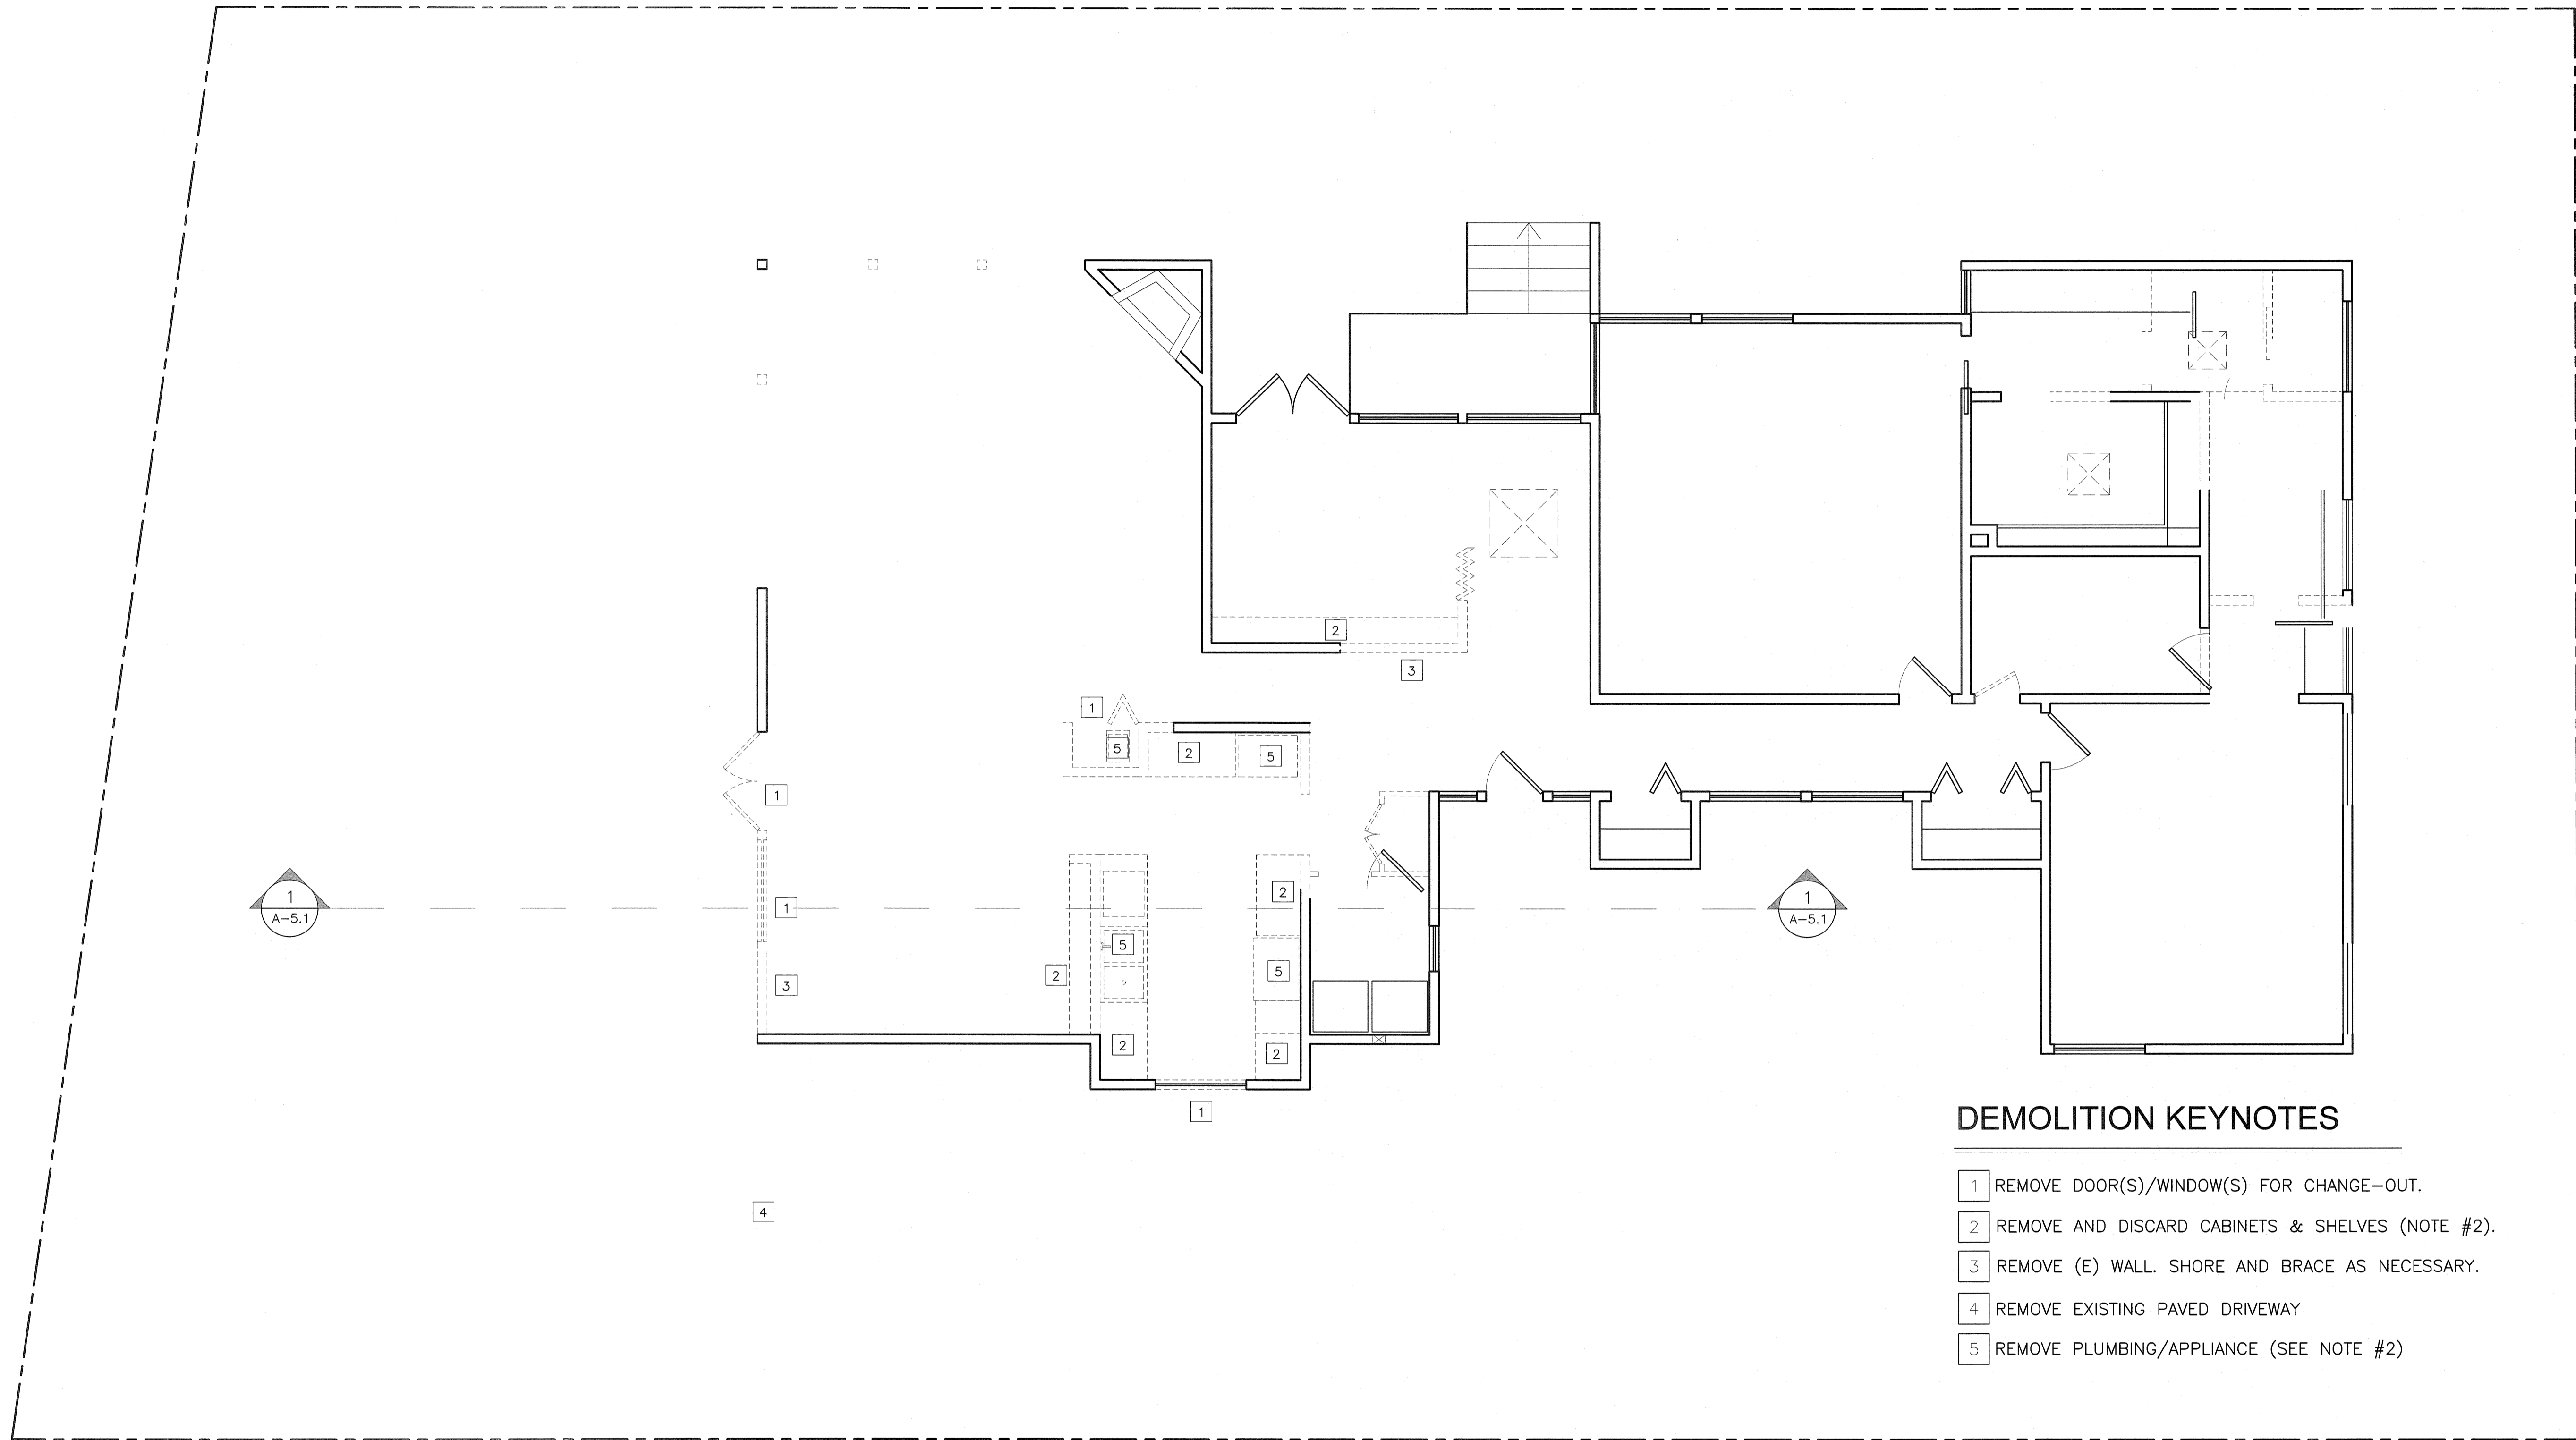 2
3
1
5
2
5
1
1
A-5.1
1
2
1
A-5.1
5
2
5
3
2
2
1
4
DEMOLITION KEYNOTES
1 REMOVE DOOR(S)/WINDOW(S) FOR CHANGE-OUT.
2 REMOVE AND DISCARD CABINETS & SHELVES (NOTE #2).
3 REMOVE (E) WALL. SHORE AND BRACE AS NECESSARY.
4 REMOVE EXISTING PAVED DRIVEWAY
5 REMOVE PLUMBING/APPLIANCE (SEE NOTE #2)